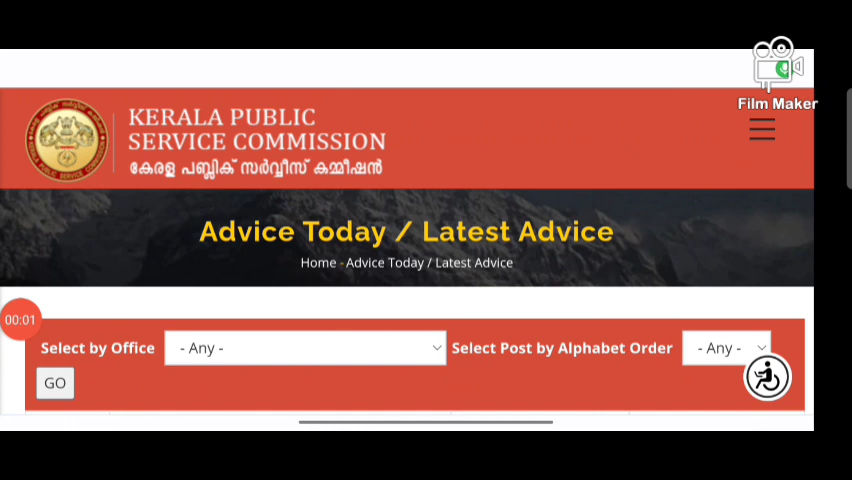 Film Maker
KERALA PUBLIC
SERVICE COMMISSION
കേരള പബ്ലിക് സർവ്വീസ് കമ്മീഷൻ
Advice Today / Latest Advice
Home - Advice Today / Latest Advice
00:01
Select by Office - Any - Select Post by Alphabet Order - Any -
GO